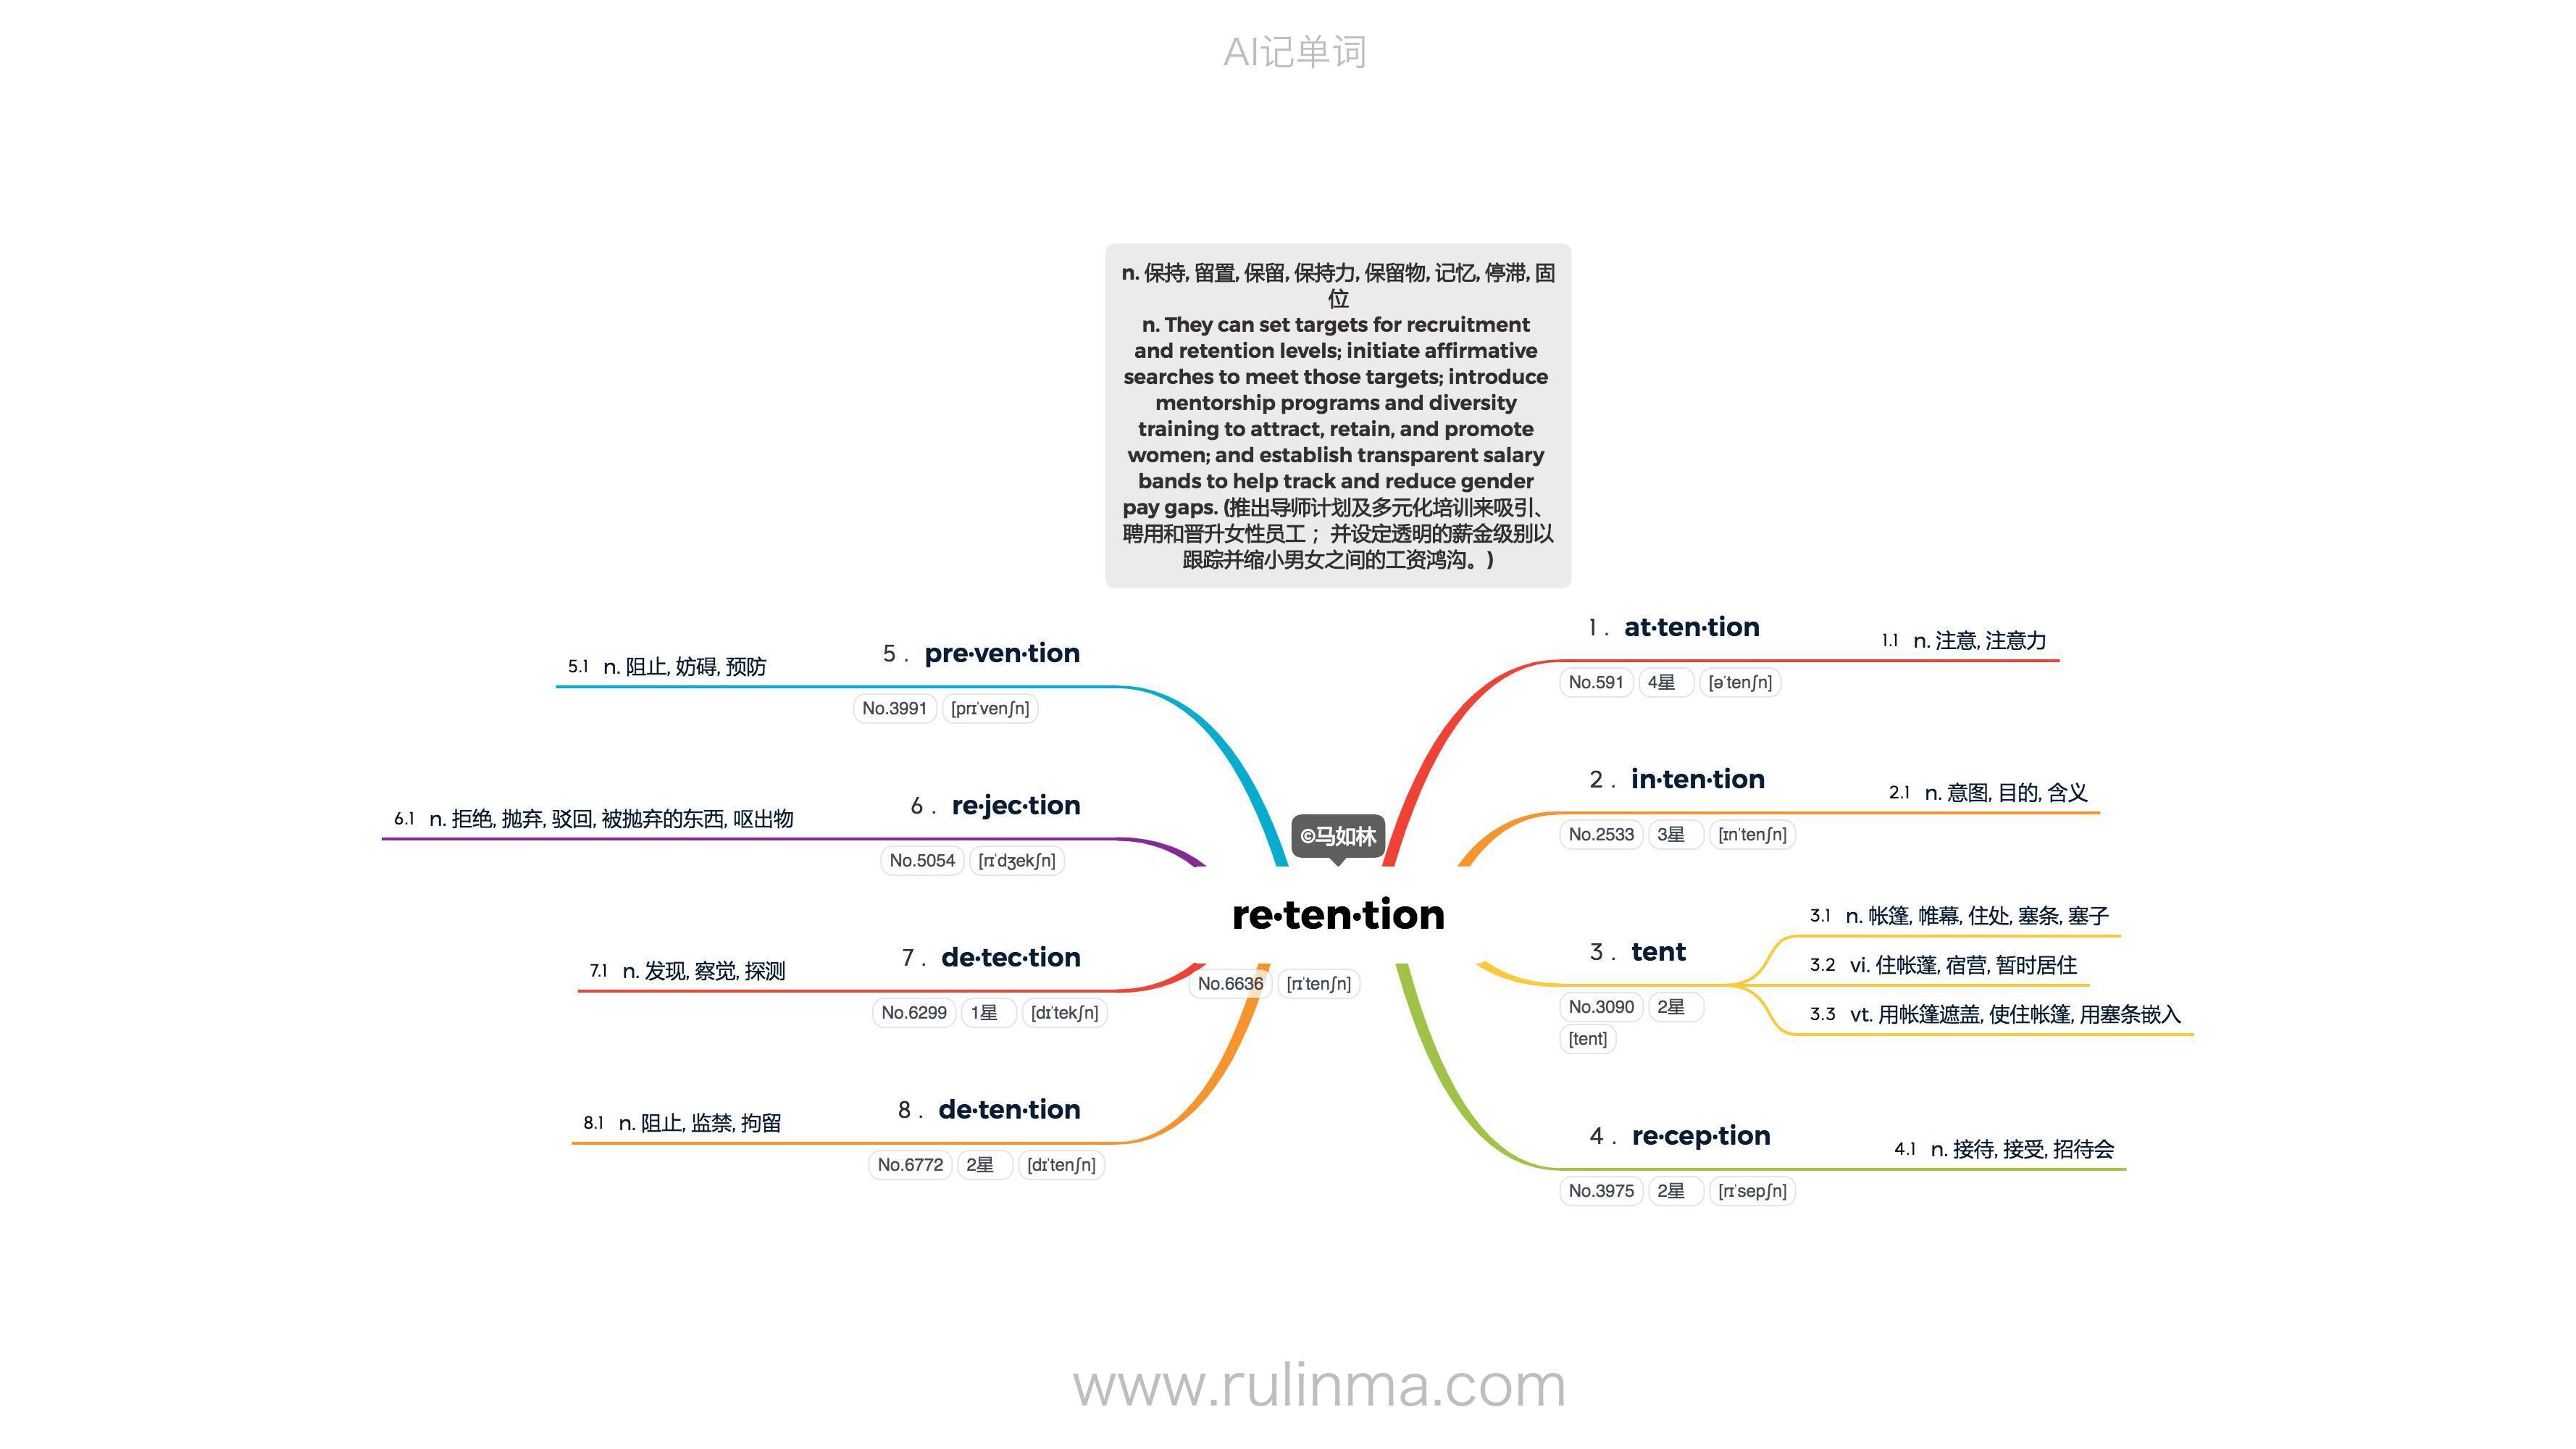 AI记单词
n. 保持, 留置, 保留, 保持力, 保留物, 记忆, 停滞, 固
位
n. They can set targets for recruitment
and retention levels; initiate affirmative
searches to meet those targets; introduce
mentorship programs and diversity
training to attract, retain, and promote
women; and establish transparent salary
bands to help track and reduce gender
pay gaps. (推出导师计划及多元化培训来吸引、
聘用和晋升女性员工； 并设定透明的薪金级别以
跟踪并缩小男女之间的工资鸿沟。)
©马如林
re·ten·tion
No.6636 [rɪˈtenʃn]
1 . at·ten·tion
No.591 4星 [əˈtenʃn]
1.1 n. 注意, 注意力
2 . in·ten·tion
No.2533 3星 [ɪnˈtenʃn]
2.1 n. 意图, 目的, 含义
3 . tent
No.3090 2星
[tent]
3.1 n. 帐篷, 帷幕, 住处, 塞条, 塞子
3.2 vi. 住帐蓬, 宿营, 暂时居住
3.3 vt. 用帐篷遮盖, 使住帐篷, 用塞条嵌入
4 . re·cep·tion
No.3975 2星 [rɪˈsepʃn]
4.1 n. 接待, 接受, 招待会
5 . pre·ven·tion
No.3991 [prɪˈvenʃn]
5.1 n. 阻止, 妨碍, 预防
6 . re·jec·tion
No.5054 [rɪˈdʒekʃn]
6.1 n. 拒绝, 抛弃, 驳回, 被抛弃的东西, 呕出物
7 . de·tec·tion
No.6299 1星 [dɪˈtekʃn]
7.1 n. 发现, 察觉, 探测
8 . de·ten·tion
No.6772 2星 [dɪˈtenʃn]
8.1 n. 阻止, 监禁, 拘留
www.rulinma.com